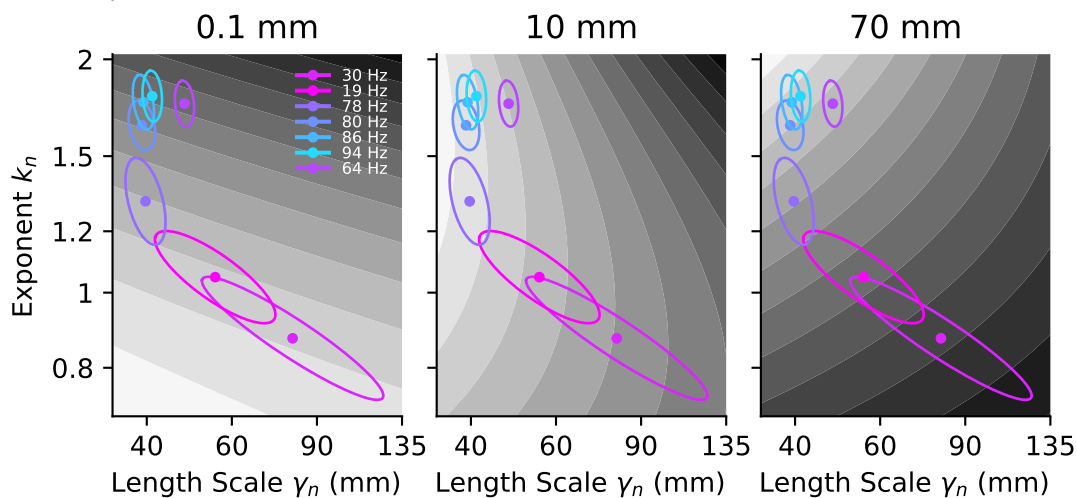 0.1 mm 10 mm 70 mm
2
1.5
1.2
1
0.8
Exponent kₙ
30 Hz
19 Hz
78 Hz
80 Hz
86 Hz
94 Hz
64 Hz
40 60 90 135 40 60 90 135 40 60 90 135
Length Scale γₙ (mm) Length Scale γₙ (mm) Length Scale γₙ (mm)